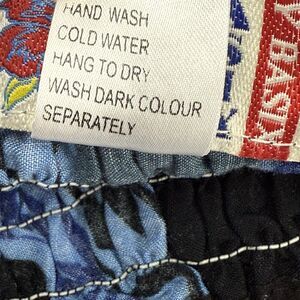 HAND WASH
COLD WATER
HANG TO DRY
WASH DARK COLOUR
SEPARATELY